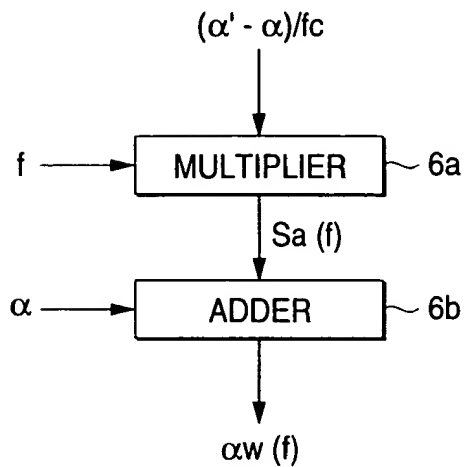 (α' - α)/fc
f
MULTIPLIER
6a
Sa (f)
α
ADDER
6b
αw (f)